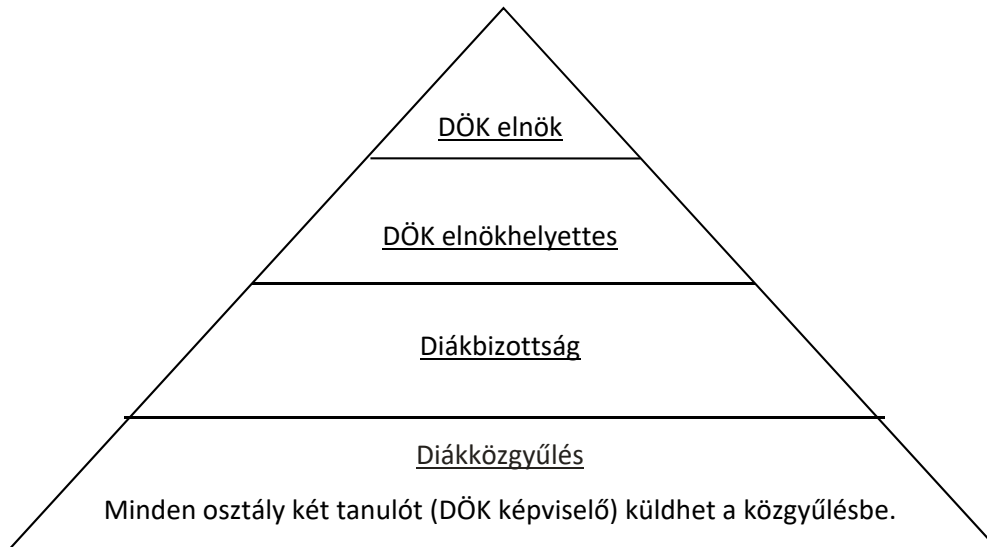 DÖK elnök
DÖK elnökhelyettes
Diákbizottság
Diákközgyűlés
Minden osztály két tanulót (DÖK képviselő) küldhet a közgyűlésbe.